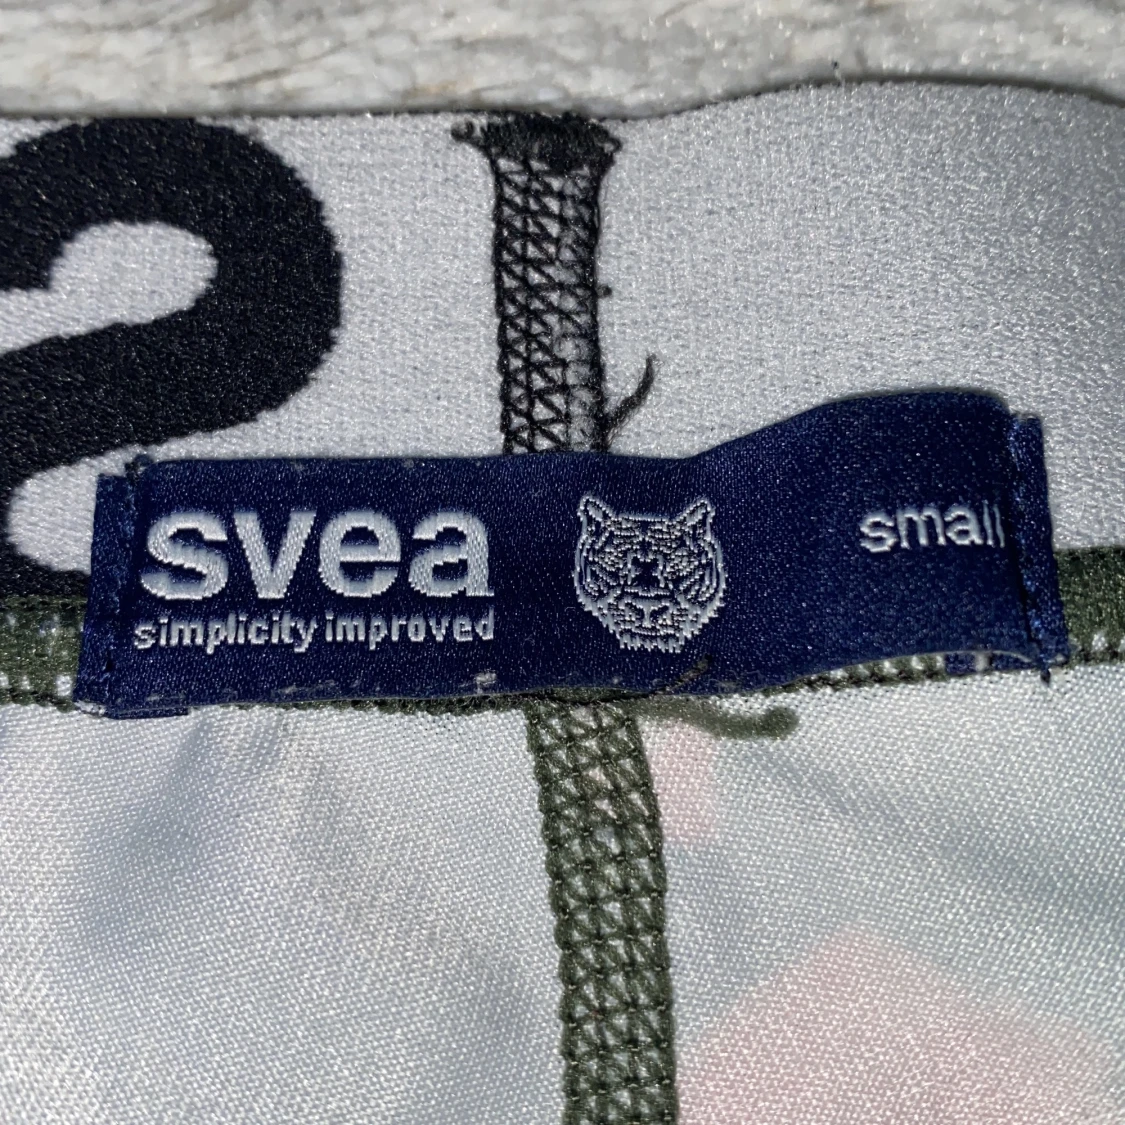 svea
simplicity improved
small